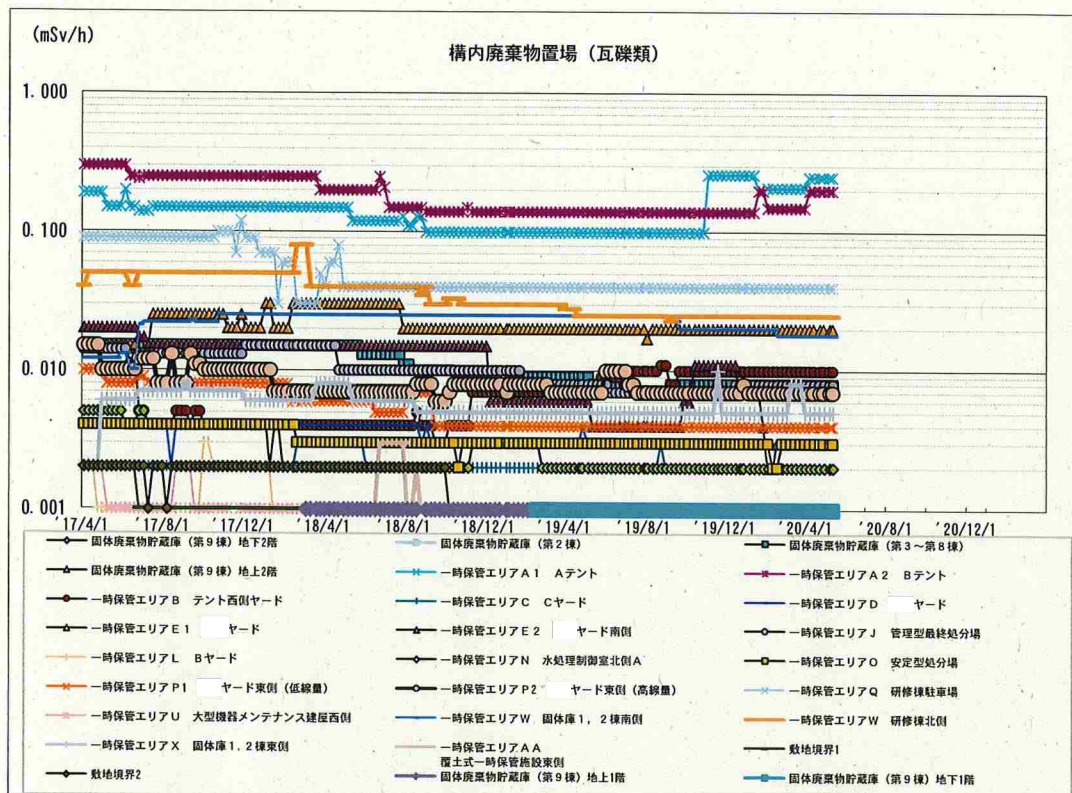 (mSv/h)
構内廃棄物置場（瓦礫類）
1.000
0.100
0.010
0.001
'17/4/1 '17/8/1 '17/12/1 '18/4/1 '18/8/1 '18/12/1 '19/4/1 '19/8/1 '19/12/1 '20/4/1 '20/8/1 '20/12/1
固体廃棄物貯蔵庫（第9棟）地下2階 固体廃棄物貯蔵庫（第2棟） 固体廃棄物貯蔵庫（第3～第8棟）
固体廃棄物貯蔵庫（第9棟）地上2階 一時保管エリアA1 Aテント 一時保管エリアA2 Bテント
一時保管エリアB テント西側ヤード 一時保管エリアC Cヤード 一時保管エリアD ヤード
一時保管エリアE1 ヤード 一時保管エリアE2 ヤード南側 一時保管エリアJ 管理型最終処分場
一時保管エリアL Bヤード 一時保管エリアN 水処理制御室北側A 一時保管エリアO 安定型処分場
一時保管エリアP1 ヤード東側（低線量） 一時保管エリアP2 ヤード東側（高線量） 一時保管エリアQ 研修棟駐車場
一時保管エリアU 大型機器メンテナンス建屋西側 一時保管エリアW 固体庫1,2棟南側 一時保管エリアW 研修棟北側
一時保管エリアX 固体庫1,2棟東側 一時保管エリアAA 敷地境界1
覆土式一時保管施設東側
敷地境界2 固体廃棄物貯蔵庫（第9棟）地上1階 固体廃棄物貯蔵庫（第9棟）地下1階